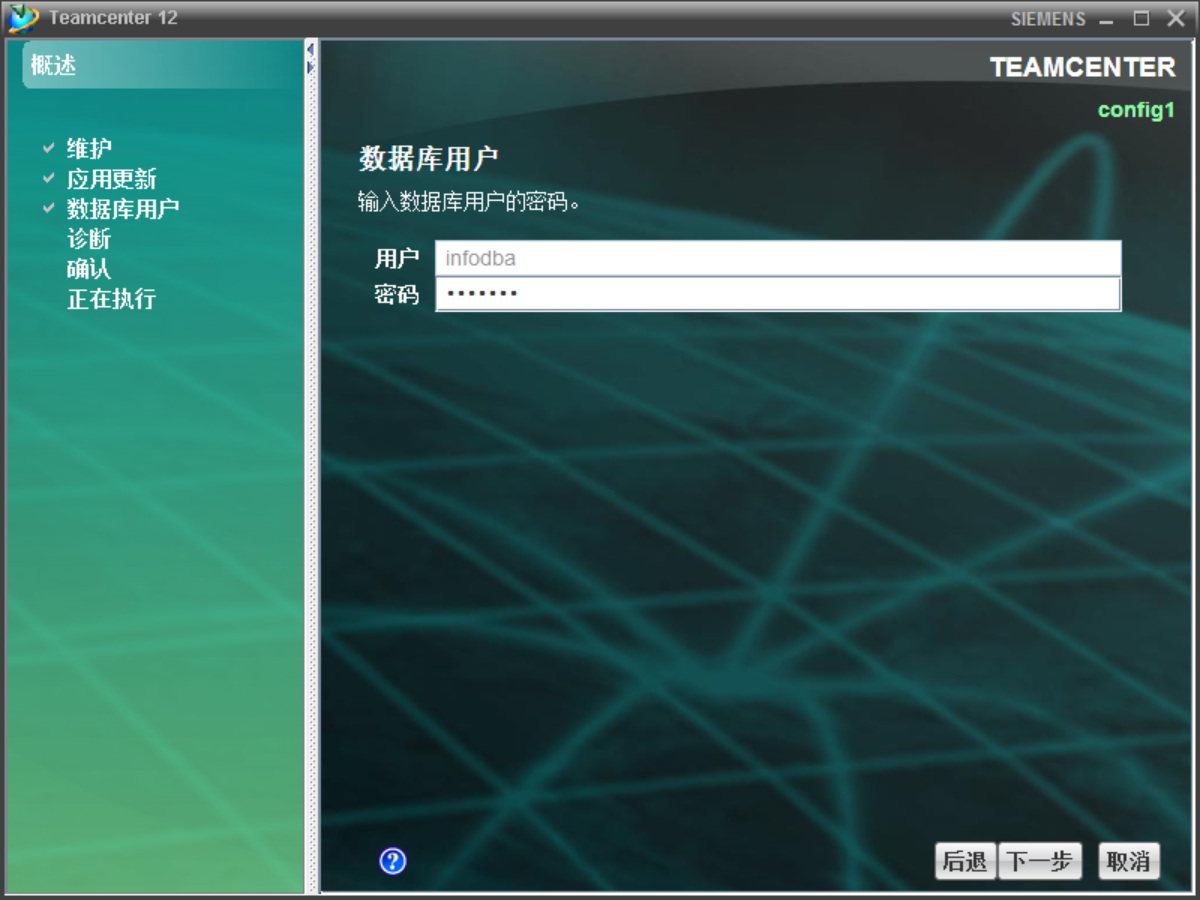 Teamcenter 12
SIEMENS
概述
维护
应用更新
数据库用户
诊断
确认
正在执行
TEAMCENTER
config1
数据库用户
输入数据库用户的密码。
用户 infodba
密码 •••••••
?
后退 下一步 取消